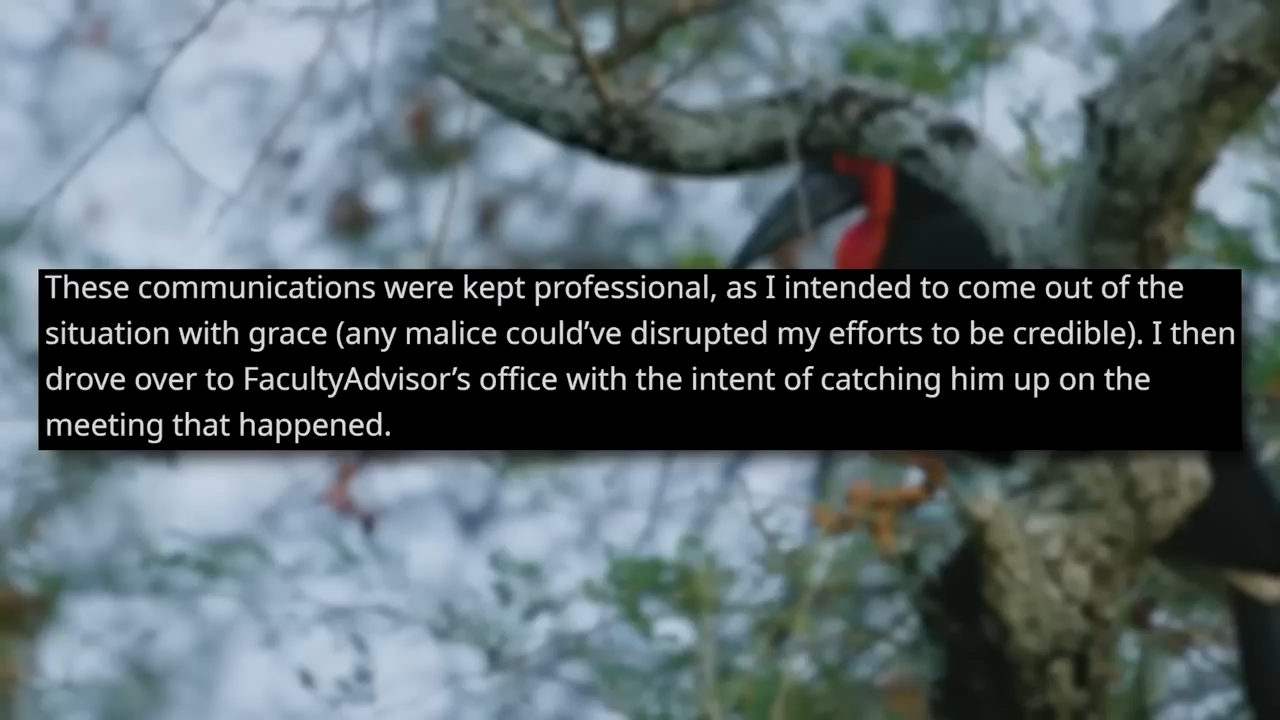 These communications were kept professional, as I intended to come out of the
situation with grace (any malice could’ve disrupted my efforts to be credible). I then
drove over to FacultyAdvisor’s office with the intent of catching him up on the
meeting that happened.